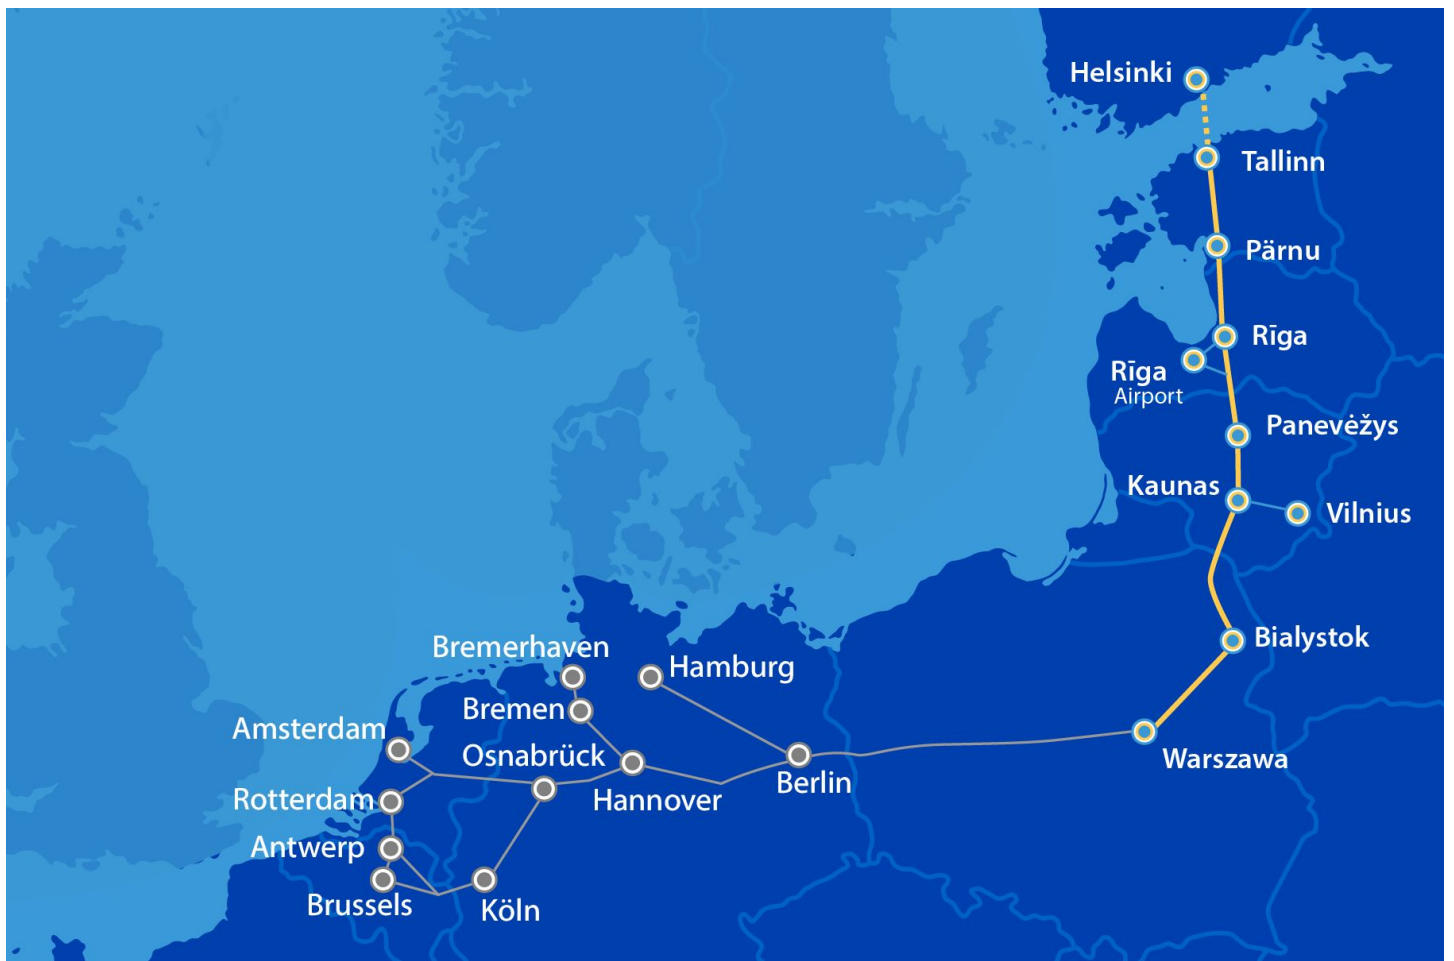 Helsinki
Tallinn
Pärnu
Rīga
Rīga
Airport
Panevėžys
Kaunas
Vilnius
Bialystok
Bremerhaven
Hamburg
Bremen
Amsterdam
Osnabrück
Warszawa
Berlin
Rotterdam
Hannover
Antwerp
Brussels
Köln